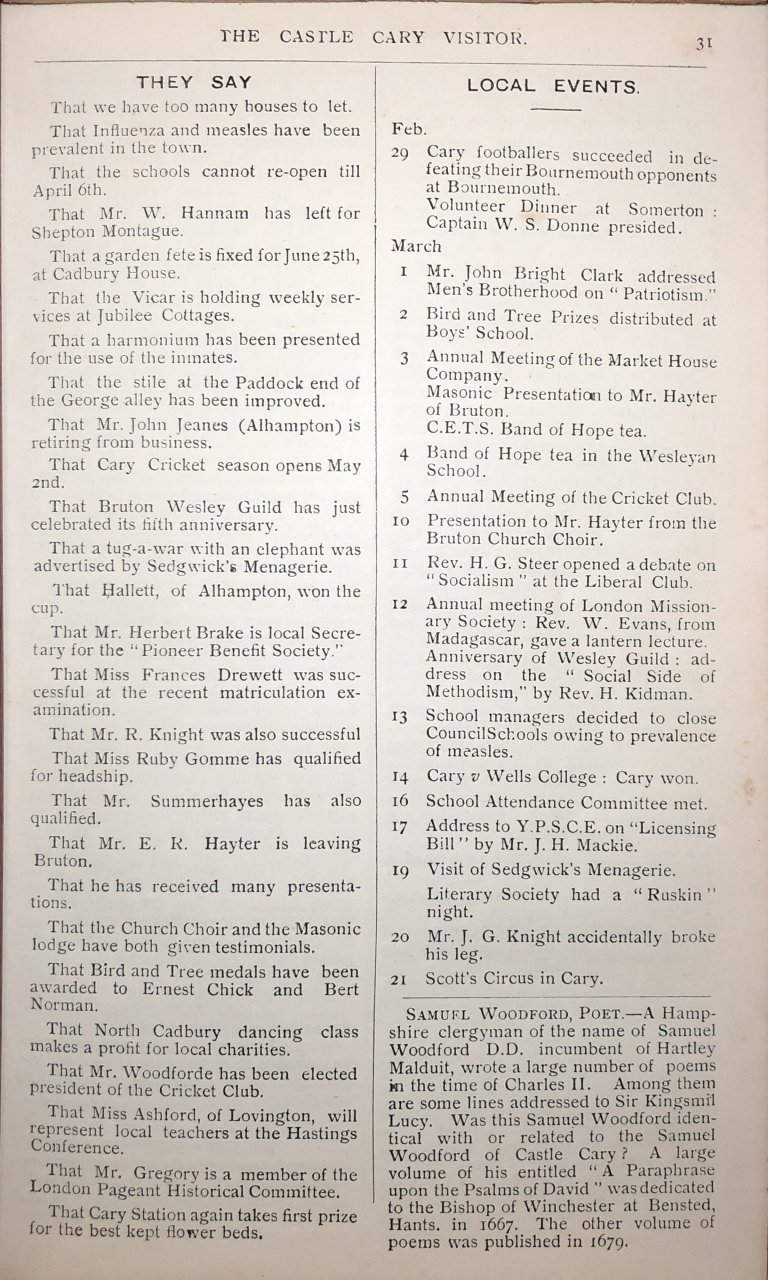 THE CASTLE CARY VISITOR.
31
THEY SAY
That we have too many houses to let.
That Influenza and measles have been
prevalent in the town.
That the schools cannot re-open till
April 6th.
That Mr. W. Hannam has left for
Shepton Montague.
That a garden fete is fixed for June 25th,
at Cadbury House.
That the Vicar is holding weekly ser-
vices at Jubilee Cottages.
That a harmonium has been presented
for the use of the inmates.
That the stile at the Paddock end of
the George alley has been improved.
That Mr. John Jeanes (Alhampton) is
retiring from business.
That Cary Cricket season opens May
2nd.
That Bruton Wesley Guild has just
celebrated its fifth anniversary.
That a tug-a-war with an elephant was
advertised by Sedgwick's Menagerie.
That Hallett, of Alhampton, won the
cup.
That Mr. Herbert Brake is local Secre-
tary for the "Pioneer Benefit Society."
That Miss Frances Drewett was suc-
cessful at the recent matriculation ex-
amination.
That Mr. R. Knight was also successful
That Miss Ruby Gomme has qualified
for headship.
That Mr. Summerhayes has also
qualified.
That Mr. E. R. Hayter is leaving
Bruton.
That he has received many presenta-
tions.
That the Church Choir and the Masonic
lodge have both given testimonials.
That Bird and Tree medals have been
awarded to Ernest Chick and Bert
Norman.
That North Cadbury dancing class
makes a profit for local charities.
That Mr. Woodforde has been elected
president of the Cricket Club.
That Miss Ashford, of Lovington, will
represent local teachers at the Hastings
Conference.
That Mr. Gregory is a member of the
London Pageant Historical Committee.
That Cary Station again takes first prize
for the best kept flower beds.
LOCAL EVENTS.
Feb.
29 Cary footballers succeeded in de-
feating their Bournemouth opponents
at Bournemouth.
Volunteer Dinner at Somerton :
Captain W. S. Donne presided.
March
1 Mr. John Bright Clark addressed
Men's Brotherhood on " Patriotism."
2 Bird and Tree Prizes distributed at
Boys' School.
3 Annual Meeting of the Market House
Company.
Masonic Presentation to Mr. Hayter
of Bruton.
C.E.T.S. Band of Hope tea.
4 Band of Hope tea in the Wesleyan
School.
5 Annual Meeting of the Cricket Club.
10 Presentation to Mr. Hayter from the
Bruton Church Choir.
11 Rev. H. G. Steer opened a debate on
" Socialism " at the Liberal Club.
12 Annual meeting of London Mission-
ary Society : Rev. W. Evans, from
Madagascar, gave a lantern lecture.
Anniversary of Wesley Guild : ad-
dress on the " Social Side of
Methodism," by Rev. H. Kidman.
13 School managers decided to close
Council Schools owing to prevalence
of measles.
14 Cary v Wells College : Cary won.
16 School Attendance Committee met.
17 Address to Y.P.S.C.E. on "Licensing
Bill " by Mr. J. H. Mackie.
19 Visit of Sedgwick's Menagerie.
Literary Society had a " Ruskin "
night.
20 Mr. J. G. Knight accidentally broke
his leg.
21 Scott's Circus in Cary.
SAMUEL WOODFORD, POET.—A Hamp-
shire clergyman of the name of Samuel
Woodford D.D. incumbent of Hartley
Malduit, wrote a large number of poems
in the time of Charles II. Among them
are some lines addressed to Sir Kingsmil
Lucy. Was this Samuel Woodford iden-
tical with or related to the Samuel
Woodford of Castle Cary ? A large
volume of his entitled " A Paraphrase
upon the Psalms of David " was dedicated
to the Bishop of Winchester at Bensted,
Hants. in 1667. The other volume of
poems was published in 1679.